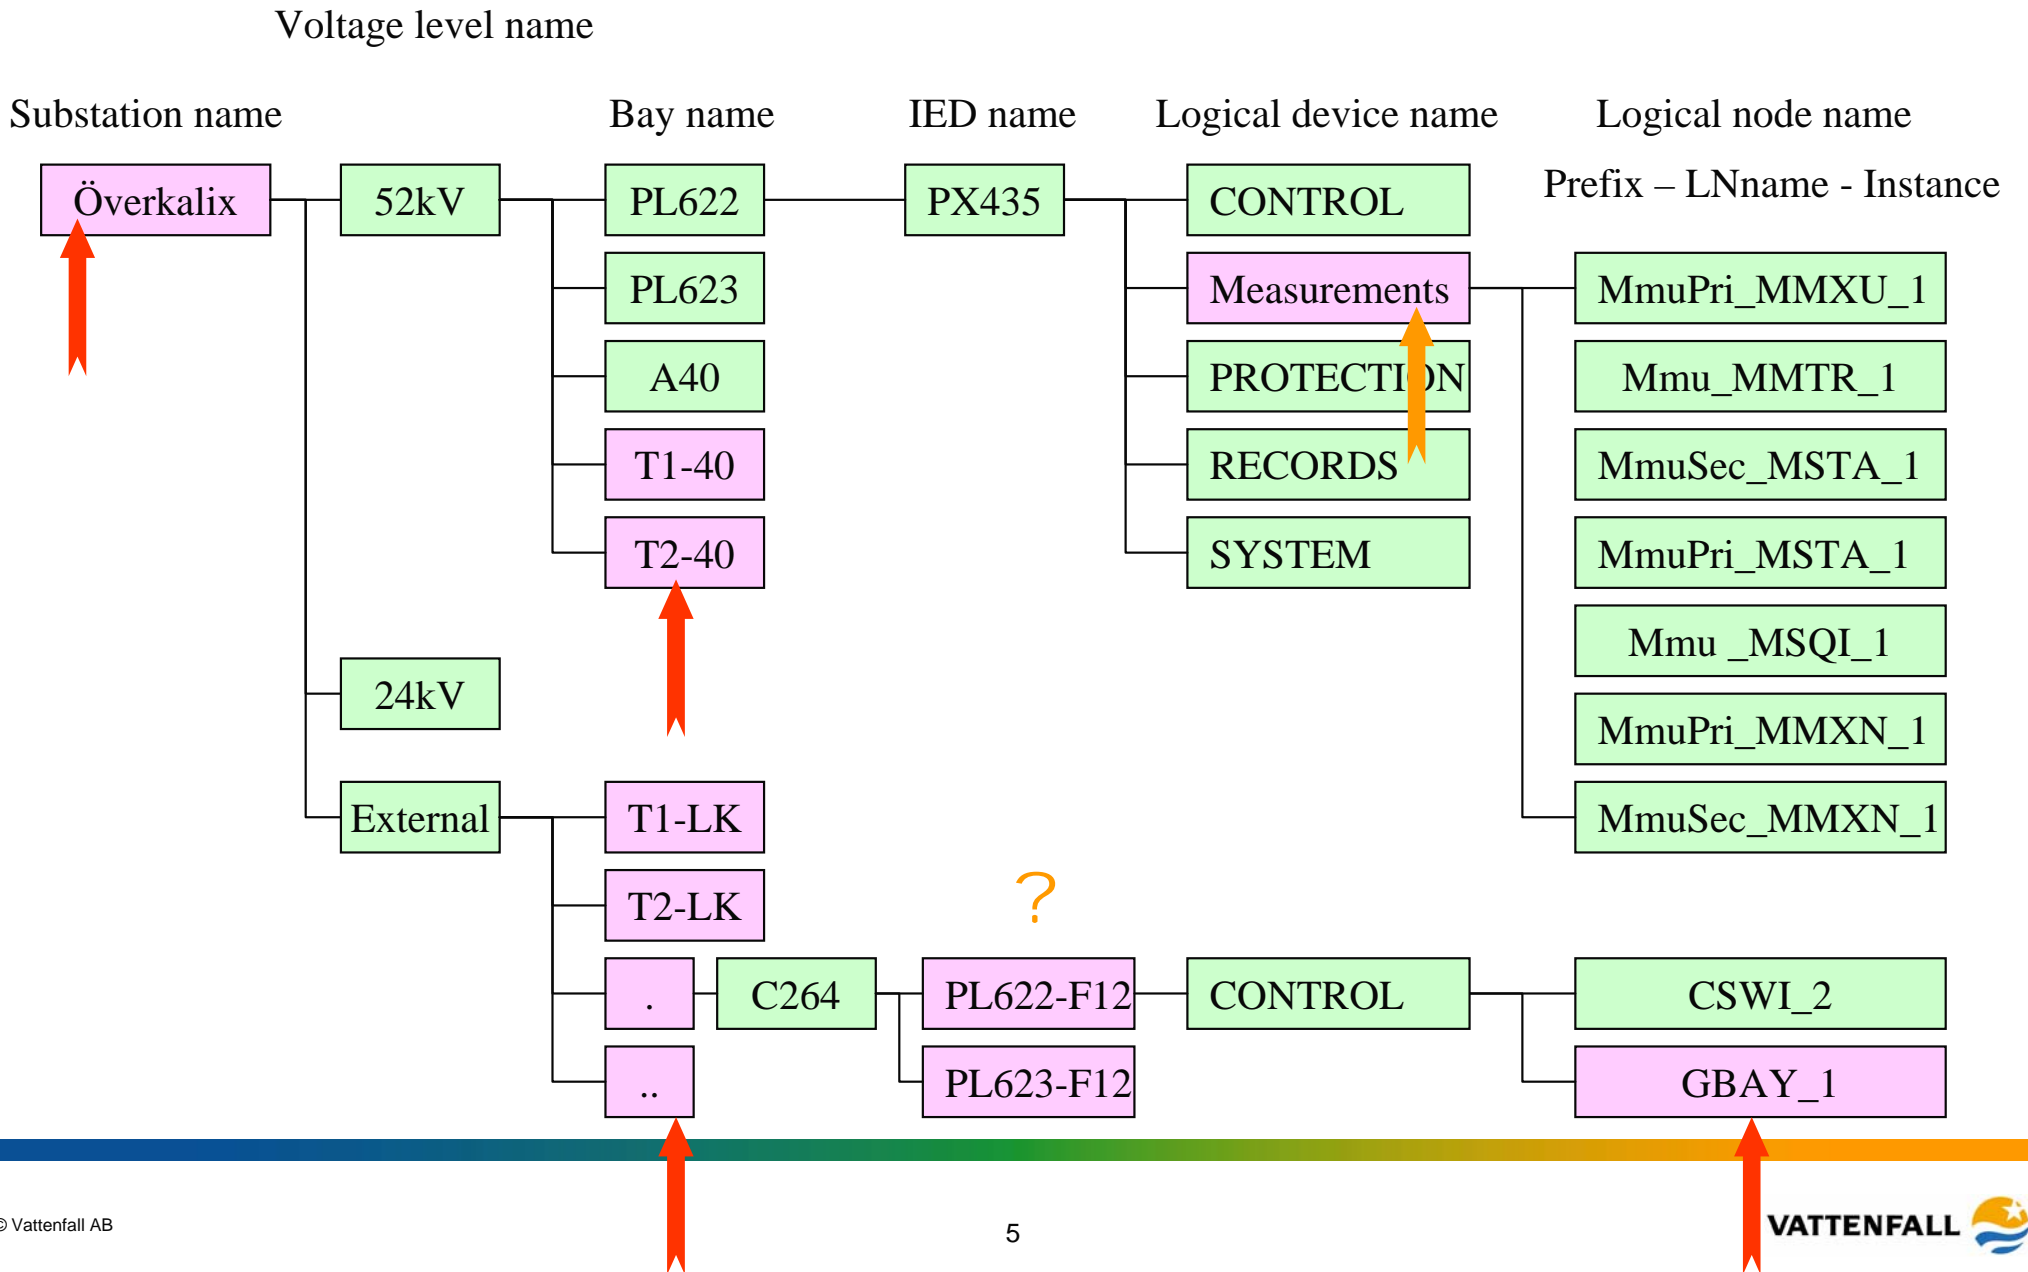 Voltage level name
Substation name Bay name IED name Logical device name Logical node name
Överkalix 52kV PL622 PX435 CONTROL Prefix – LNname - Instance
PL623 Measurements MmuPri_MMXU_1
A40 PROTECTION Mmu_MMTR_1
T1-40 RECORDS MmuSec_MSTA_1
T2-40 SYSTEM MmuPri_MSTA_1
Mmu _MSQI_1
24kV MmuPri_MMXN_1
External T1-LK MmuSec_MMXN_1
T2-LK ?
. C264 PL622-F12 CONTROL CSWI_2
.. PL623-F12 GBAY_1
© Vattenfall AB 5 VATTENFALL